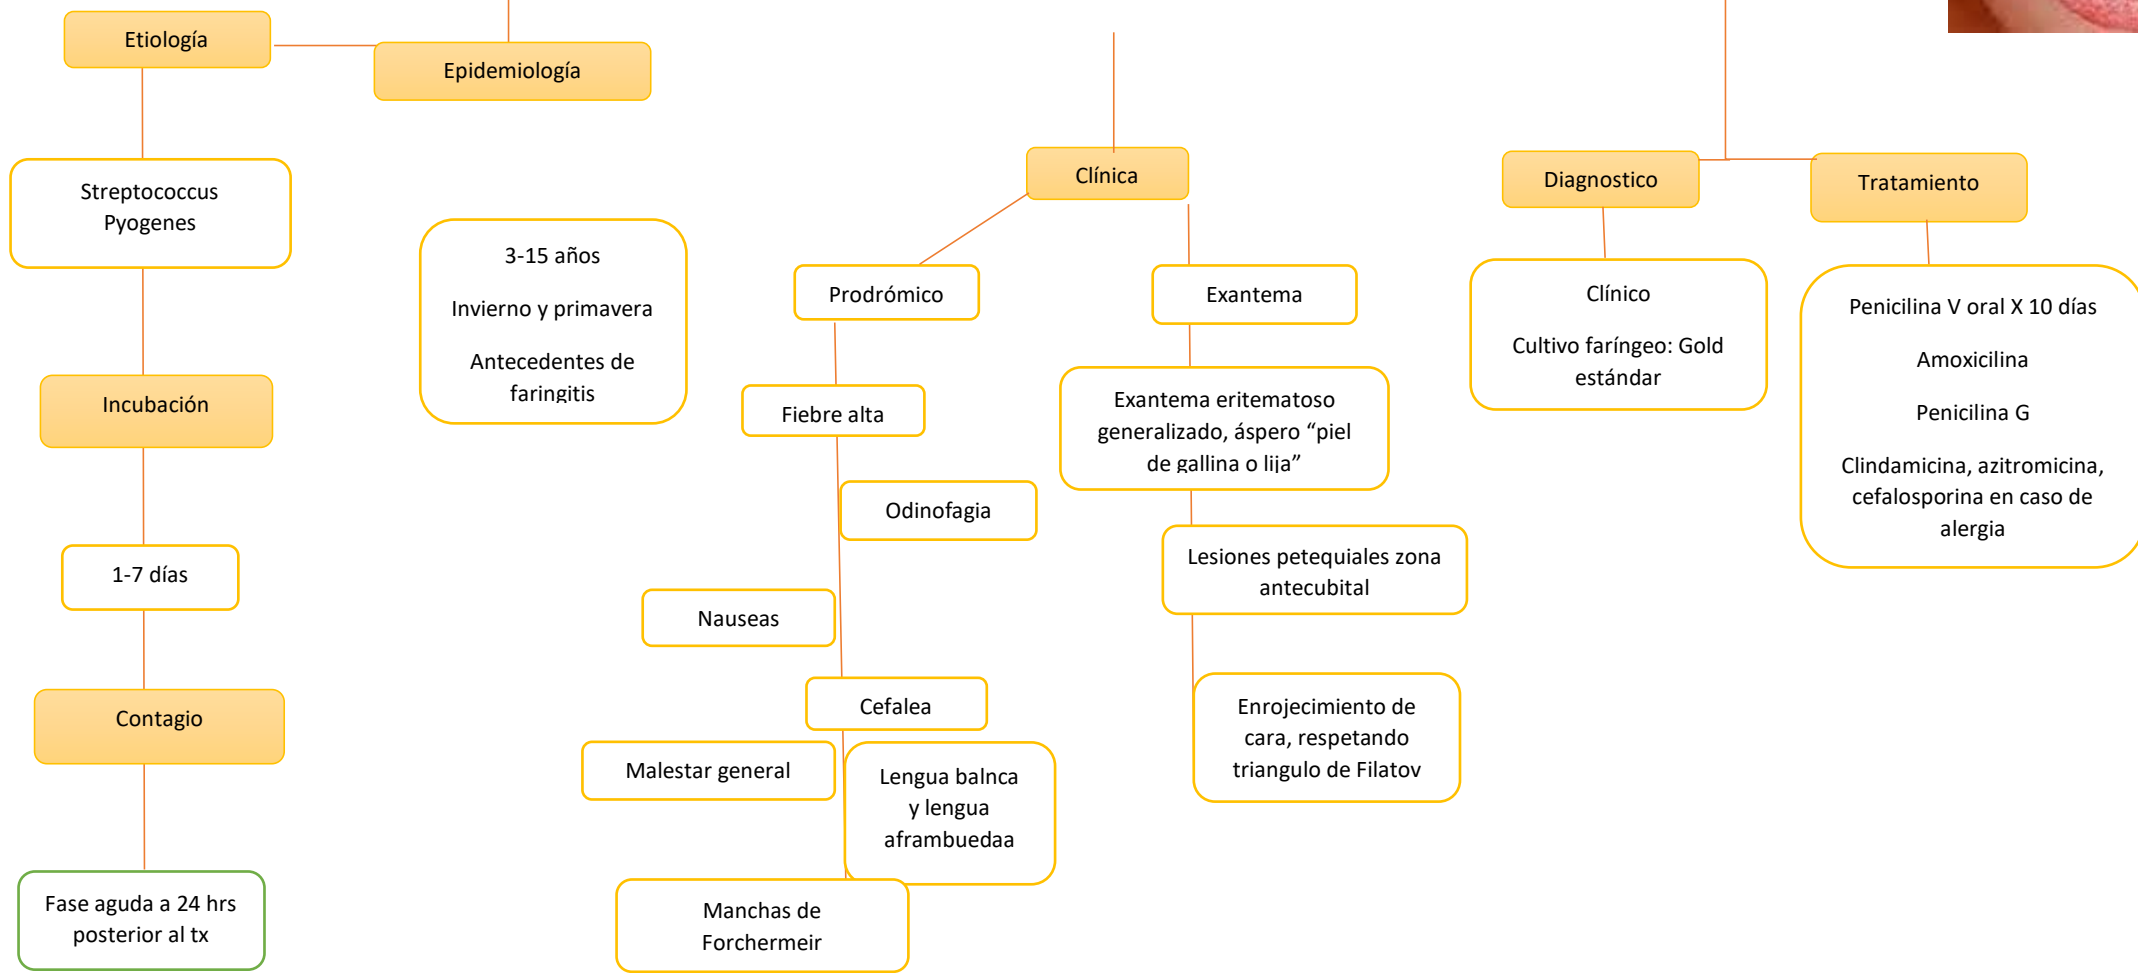 Etiología
Epidemiología
Streptococcus
Pyogenes
Incubación
1-7 días
Contagio
Fase aguda a 24 hrs
posterior al tx
3-15 años
Invierno y primavera
Antecedentes de
faringitis
Clínica
Prodrómico
Fiebre alta
Odinofagia
Nauseas
Cefalea
Malestar general
Lengua balnca
y lengua
aframbuedaa
Manchas de
Forchermeir
Exantema
Exantema eritematoso
generalizado, áspero “piel
de gallina o lija”
Lesiones petequiales zona
antecubital
Enrojecimiento de
cara, respetando
triangulo de Filatov
Diagnostico
Clínico
Cultivo faríngeo: Gold
estándar
Tratamiento
Penicilina V oral X 10 días
Amoxicilina
Penicilina G
Clindamicina, azitromicina,
cefalosporina en caso de
alergia